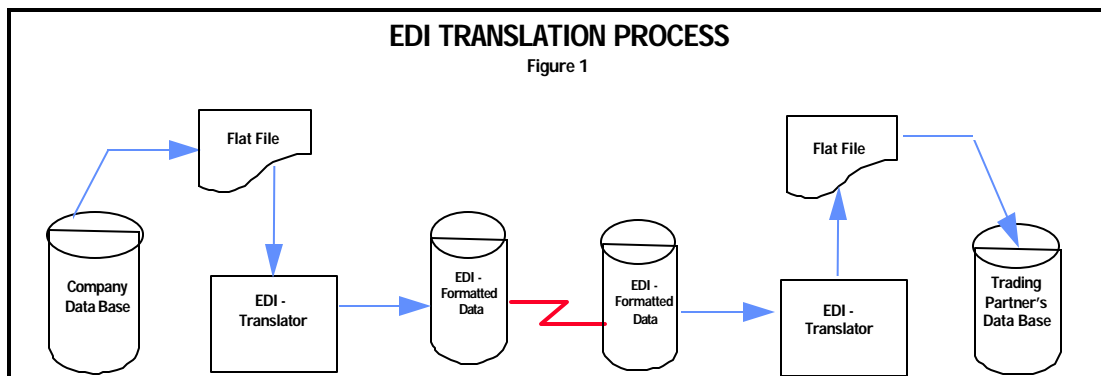 EDI TRANSLATION PROCESS
Figure 1
Flat File
Flat File
Company
Data Base
EDI -
Translator
EDI -
Formatted
Data
EDI -
Formatted
Data
EDI -
Translator
Trading
Partner's
Data Base